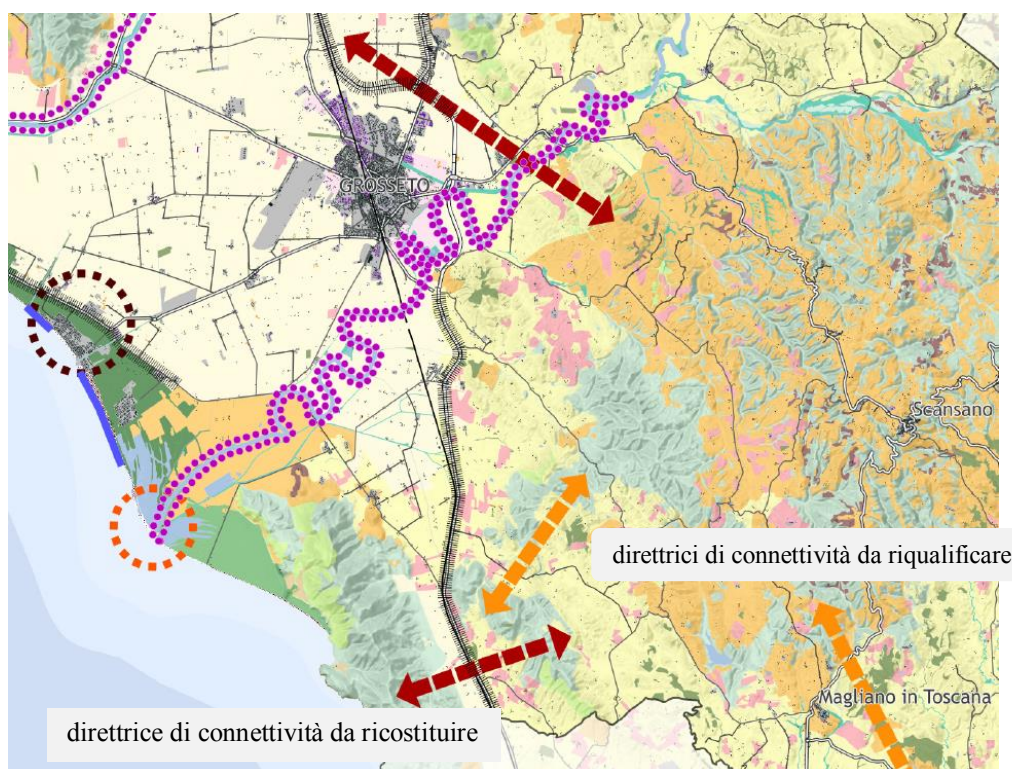 GROSSETO
Scansano
direttrici di connettività da riqualificare
Magliano in Toscana
direttrice di connettività da ricostituire